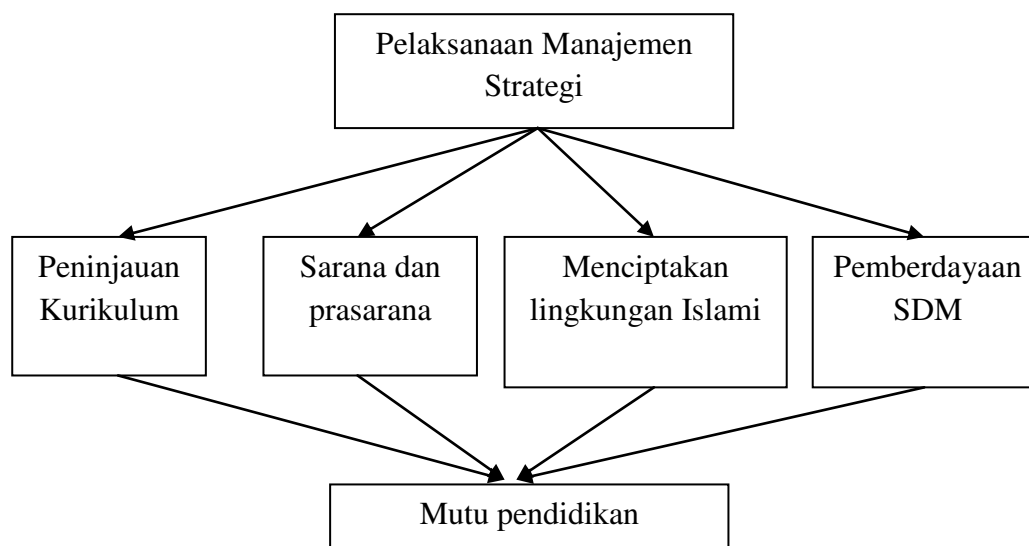 Pelaksanaan Manajemen
Strategi
Peninjauan
Kurikulum
Sarana dan
prasarana
Menciptakan
lingkungan Islami
Pemberdayaan
SDM
Mutu pendidikan